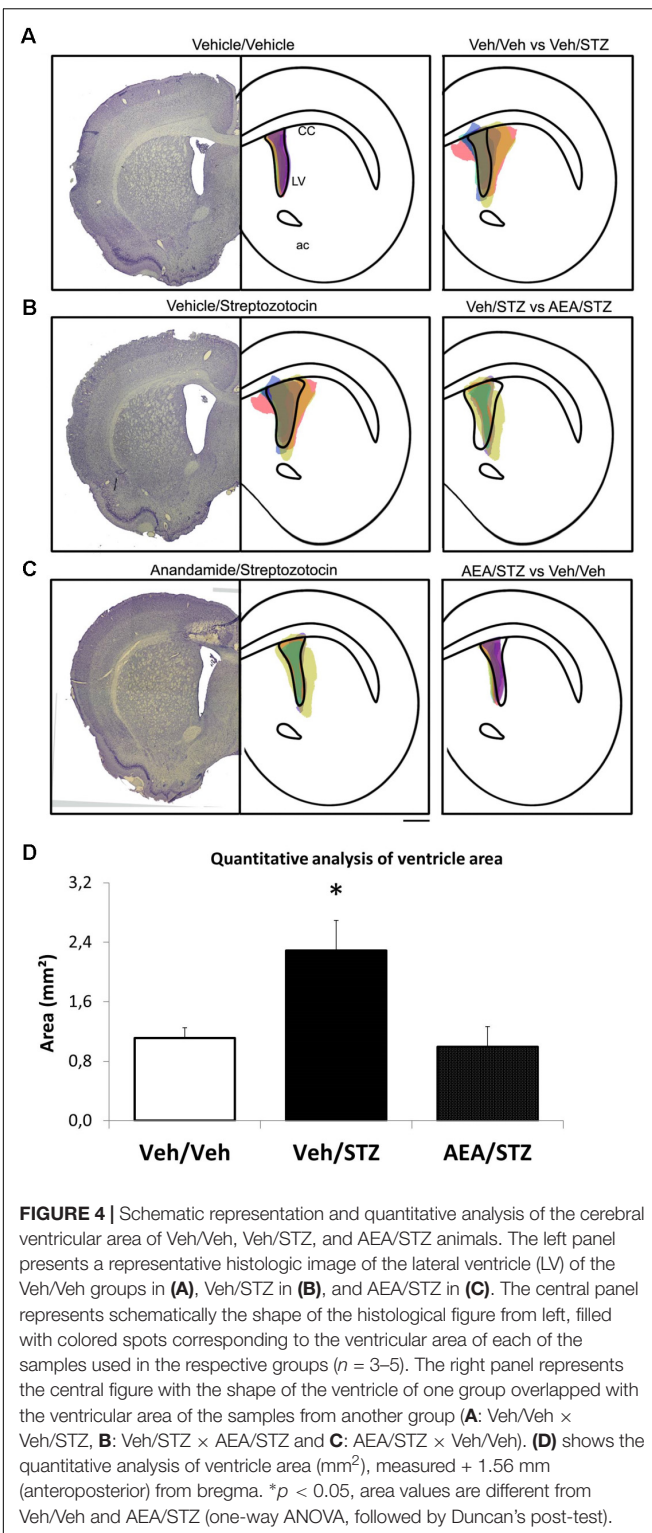 A
Vehicle/Vehicle
Veh/Veh vs Veh/STZ
CC
LV
ac
B
Vehicle/Streptozotocin
Veh/STZ vs AEA/STZ
C
Anandamide/Streptozotocin
AEA/STZ vs Veh/Veh
D
Quantitative analysis of ventricle area
3,2
*
2,4
1,6
0,8
0,0
Area (mm²)
Veh/Veh
Veh/STZ
AEA/STZ
FIGURE 4 | Schematic representation and quantitative analysis of the cerebral
ventricular area of Veh/Veh, Veh/STZ, and AEA/STZ animals. The left panel
presents a representative histologic image of the lateral ventricle (LV) of the
Veh/Veh groups in (A), Veh/STZ in (B), and AEA/STZ in (C). The central panel
represents schematically the shape of the histological figure from left, filled
with colored spots corresponding to the ventricular area of each of the
samples used in the respective groups (n = 3–5). The right panel represents
the central figure with the shape of the ventricle of one group overlapped with
the ventricular area of the samples from another group (A: Veh/Veh ×
Veh/STZ, B: Veh/STZ × AEA/STZ and C: AEA/STZ × Veh/Veh). (D) shows the
quantitative analysis of ventricle area (mm²), measured + 1.56 mm
(anteroposterior) from bregma. *p < 0.05, area values are different from
Veh/Veh and AEA/STZ (one-way ANOVA, followed by Duncan's post-test).